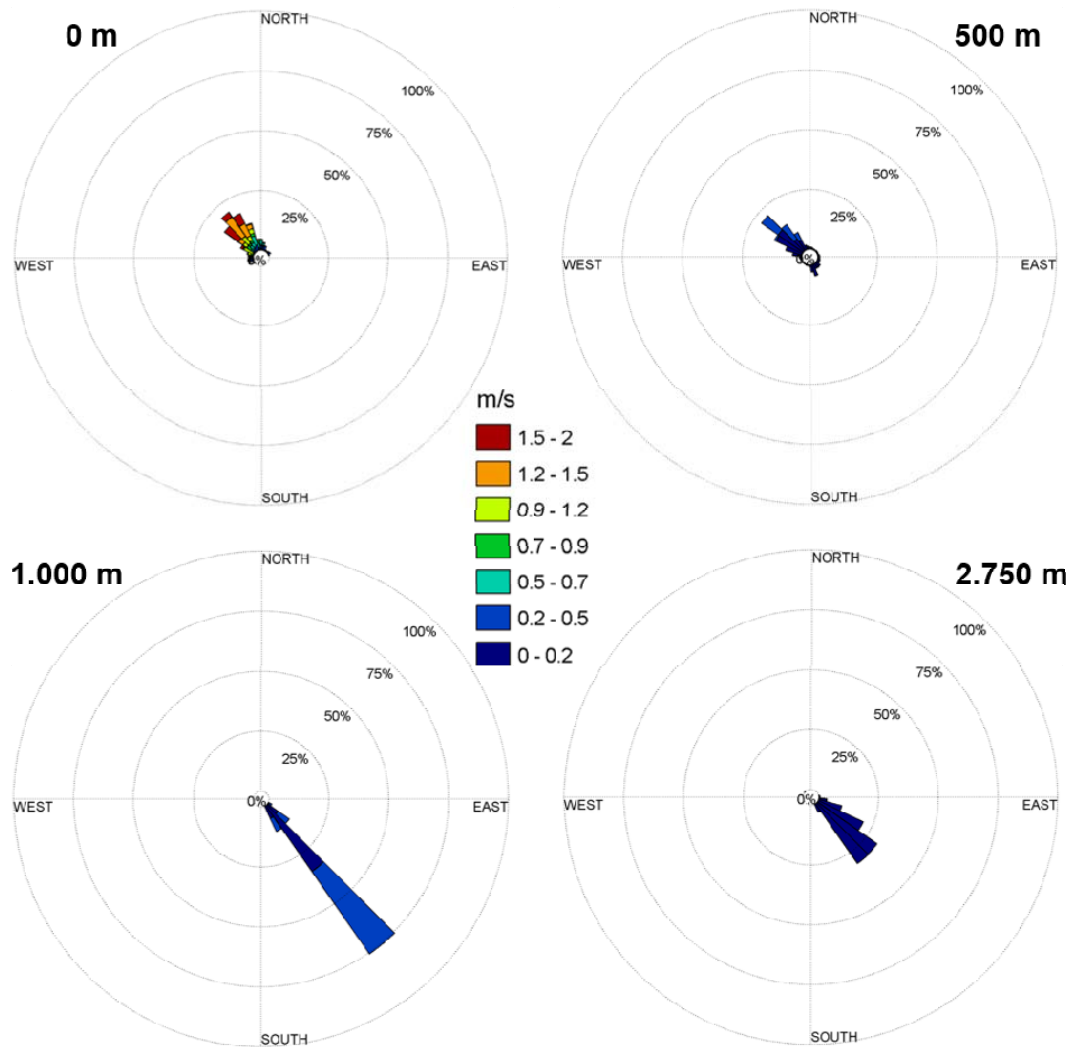 0 m
NORTH
100%
75%
50%
25%
WEST
0%
EAST
SOUTH
500 m
NORTH
100%
75%
50%
25%
WEST
0%
EAST
SOUTH
m/s
1.5 - 2
1.2 - 1.5
0.9 - 1.2
0.7 - 0.9
0.5 - 0.7
0.2 - 0.5
0 - 0.2
1.000 m
NORTH
100%
75%
50%
25%
WEST
0%
EAST
SOUTH
2.750 m
NORTH
100%
75%
50%
25%
WEST
0%
EAST
SOUTH